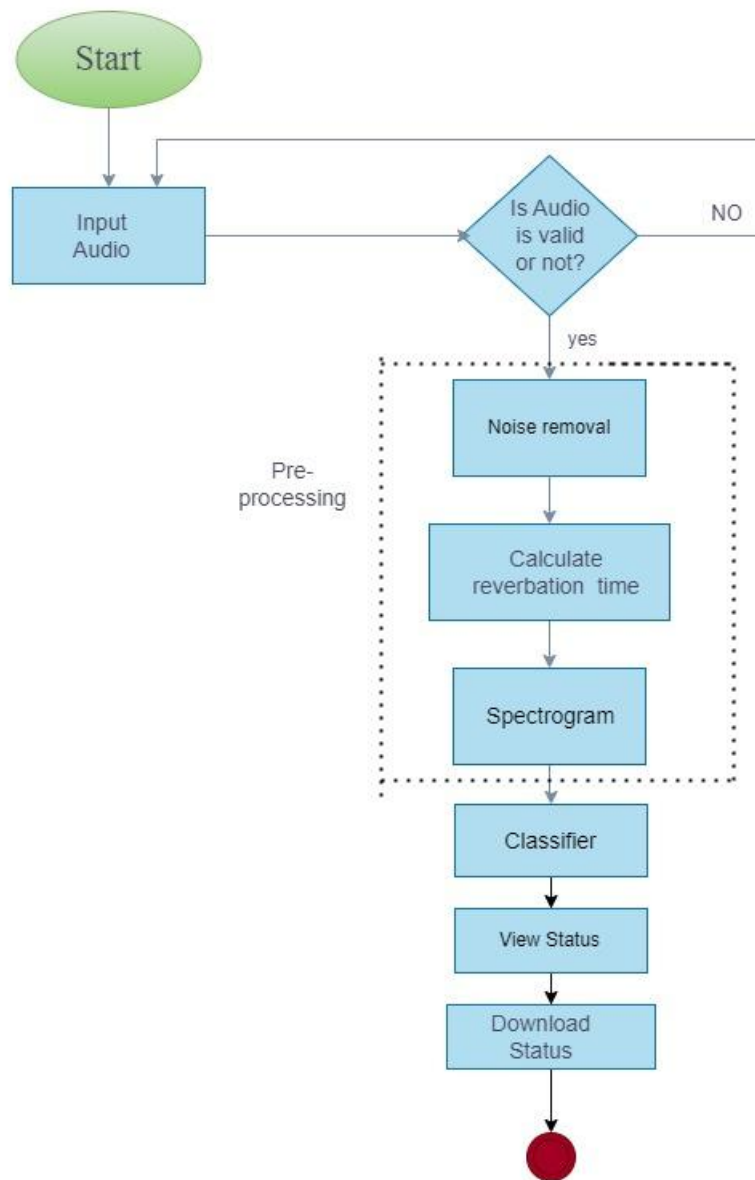 Start
Input
Audio
Is Audio
is valid
or not?
NO
yes
Pre-
processing
Noise removal
Calculate
reverbation time
Spectrogram
Classifier
View Status
Download
Status